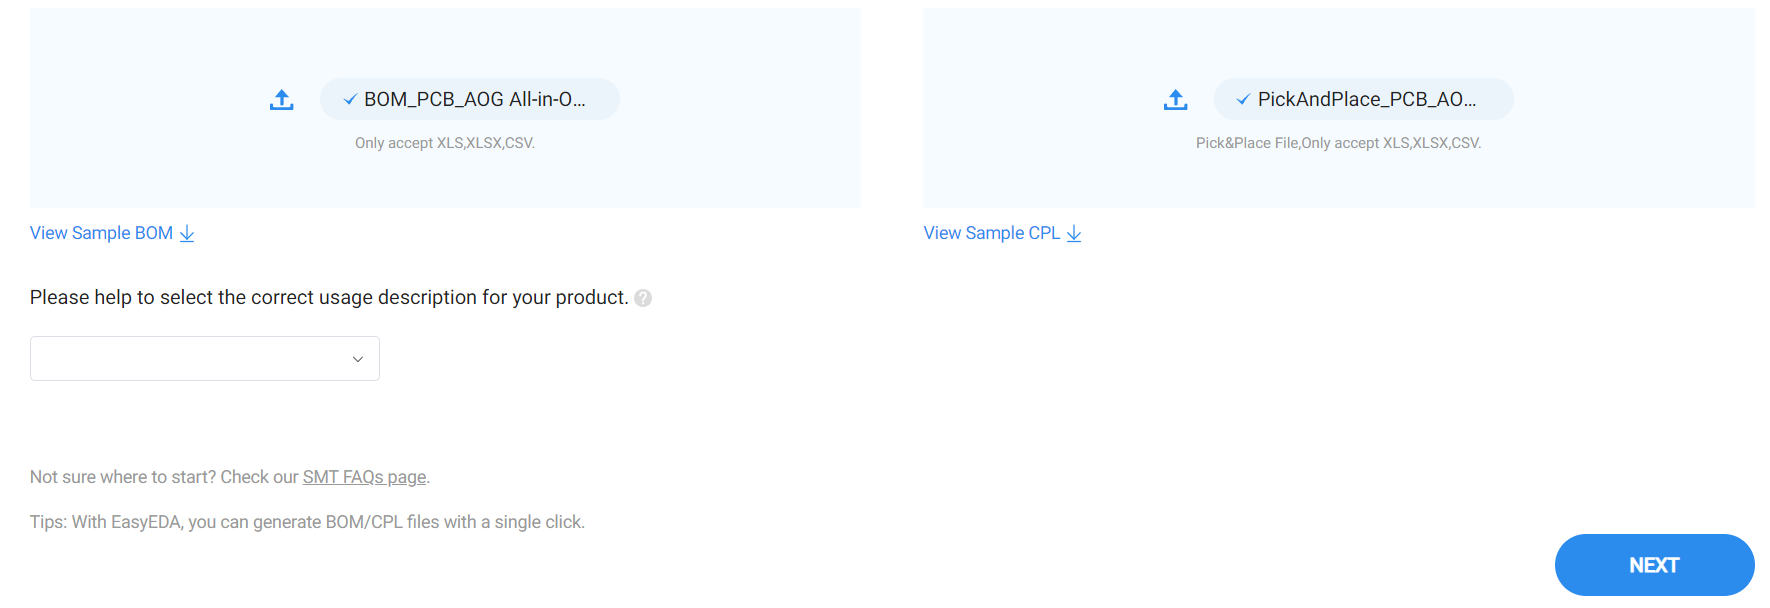 BOM_PCB_AOG All-in-O...
PickAndPlace_PCB_AO...
Only accept XLS,XLSX,CSV.
Pick&Place File,Only accept XLS,XLSX,CSV.
View Sample BOM
View Sample CPL
Please help to select the correct usage description for your product. ?
Not sure where to start? Check our SMT FAQs page.
Tips: With EasyEDA, you can generate BOM/CPL files with a single click.
NEXT